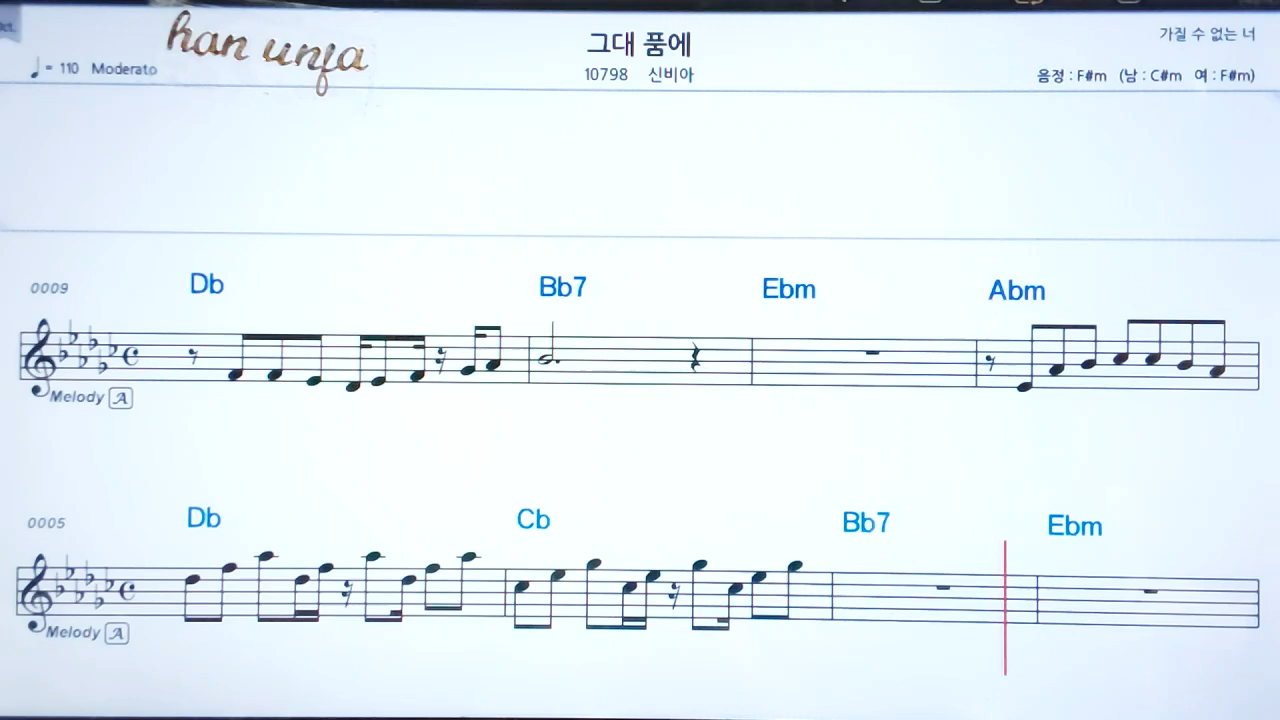 han unja
그대 품에
가질 수 없는 너
♩= 110 Moderato
10798 신비아
음정 : F#m (남 : C#m 여 : F#m)
0009
Db Bb7 Ebm Abm
Melody A
0005
Db Cb Bb7 Ebm
Melody A